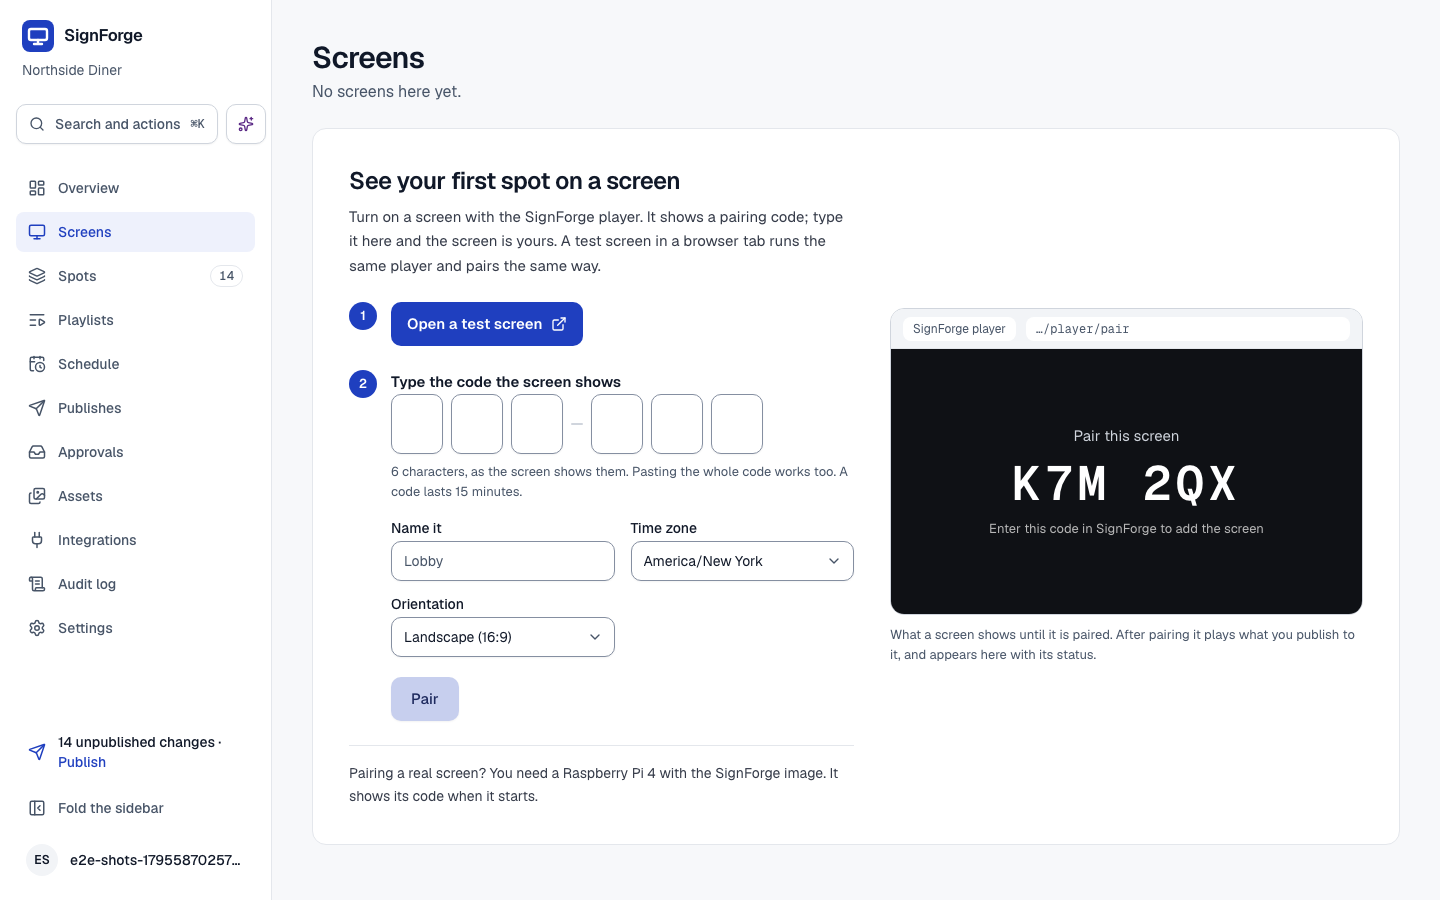 SignForge
Northside Diner
Search and actions ⌘K
Overview
Screens
Spots 14
Playlists
Schedule
Publishes
Approvals
Assets
Integrations
Audit log
Settings
14 unpublished changes ·
Publish
Fold the sidebar
ES e2e-shots-17955870257…
Screens
No screens here yet.
See your first spot on a screen
Turn on a screen with the SignForge player. It shows a pairing code; type
it here and the screen is yours. A test screen in a browser tab runs the
same player and pairs the same way.
1 Open a test screen
2 Type the code the screen shows
–
6 characters, as the screen shows them. Pasting the whole code works too. A
code lasts 15 minutes.
Name it Time zone
Lobby America/New York
Orientation
Landscape (16:9)
Pair
Pairing a real screen? You need a Raspberry Pi 4 with the SignForge image. It
shows its code when it starts.
SignForge player …/player/pair
Pair this screen
K7M 2QX
Enter this code in SignForge to add the screen
What a screen shows until it is paired. After pairing it plays what you publish to
it, and appears here with its status.